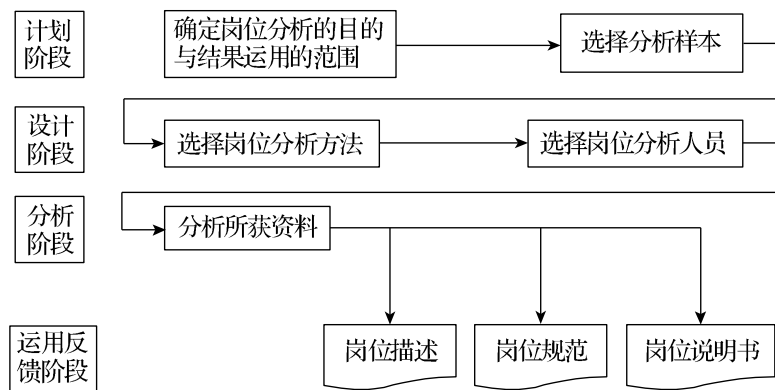 计划
阶段
确定岗位分析的目的
与结果运用的范围
选择分析样本
设计
阶段
选择岗位分析方法
选择岗位分析人员
分析
阶段
分析所获资料
运用反
馈阶段
岗位描述
岗位规范
岗位说明书